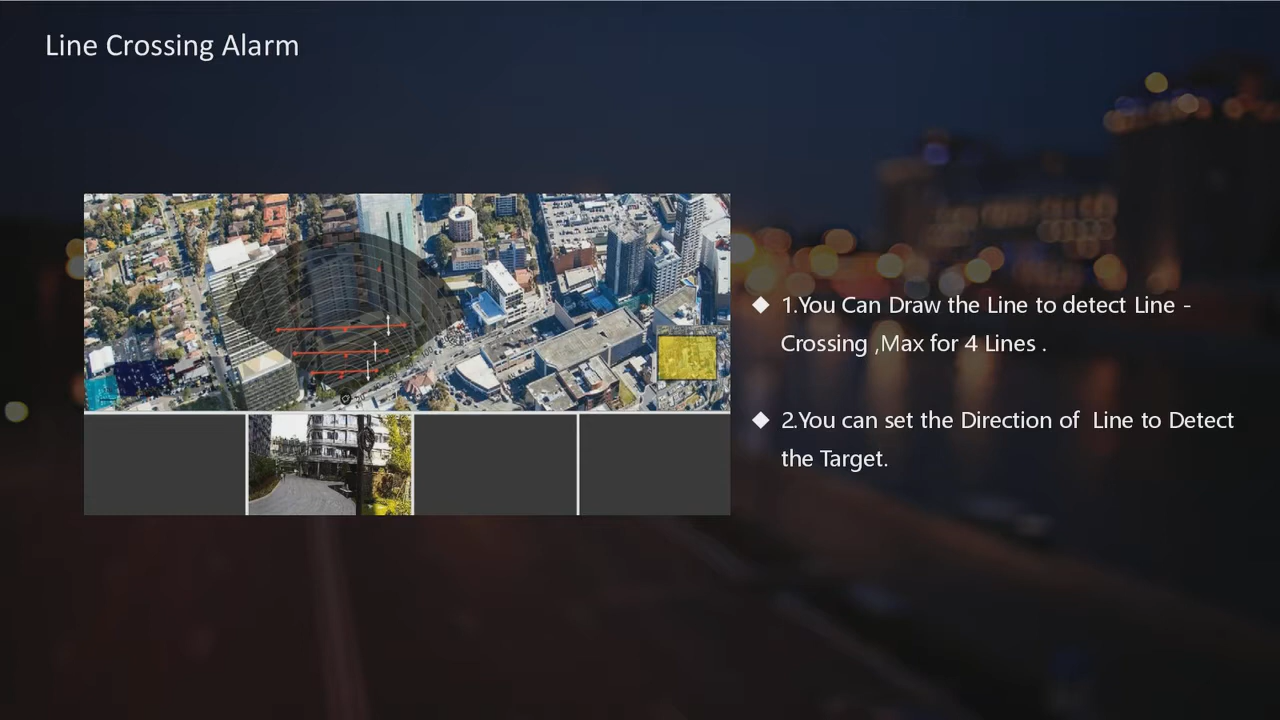 Line Crossing Alarm
◆ 1.You Can Draw the Line to detect Line -
Crossing ,Max for 4 Lines .
◆ 2.You can set the Direction of  Line to Detect
the Target.